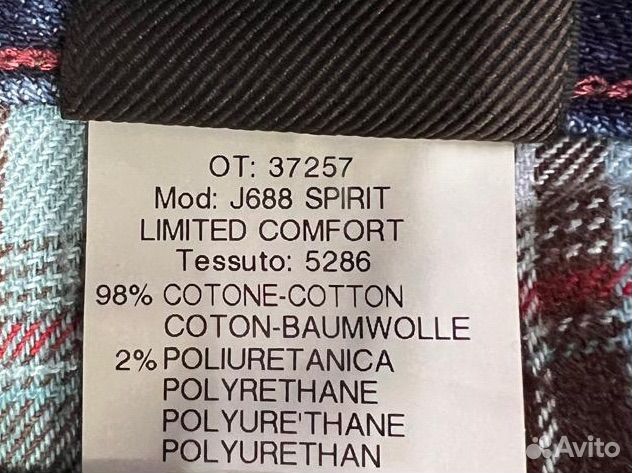 OT: 37257
Mod: J688 SPIRIT
LIMITED COMFORT
Tessuto: 5286
98% COTONE-COTTON
COTON-BAUMWOLLE
2% POLIURETANICA
POLYRETHANE
POLYURE'THANE
POLYURETHAN
Avito